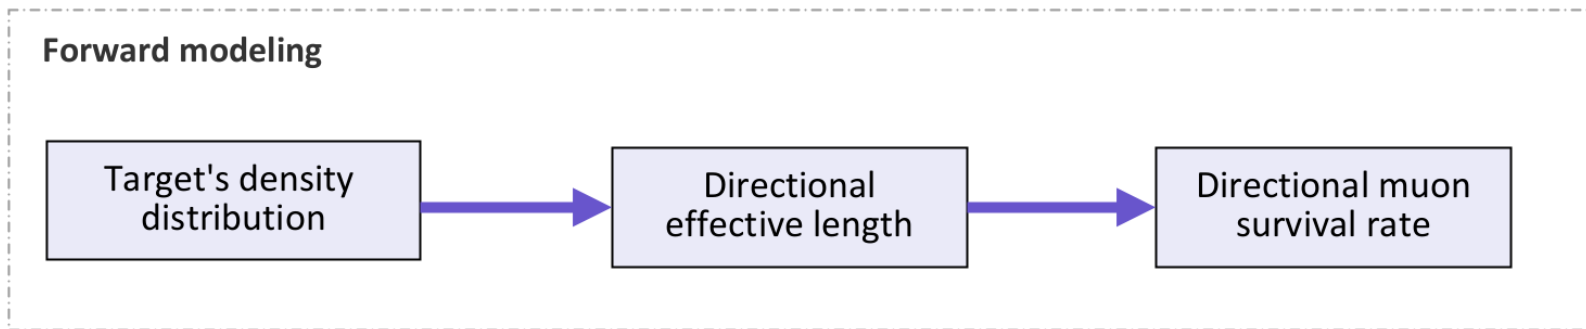 Forward modeling
Target's density
distribution
Directional
effective length
Directional muon
survival rate